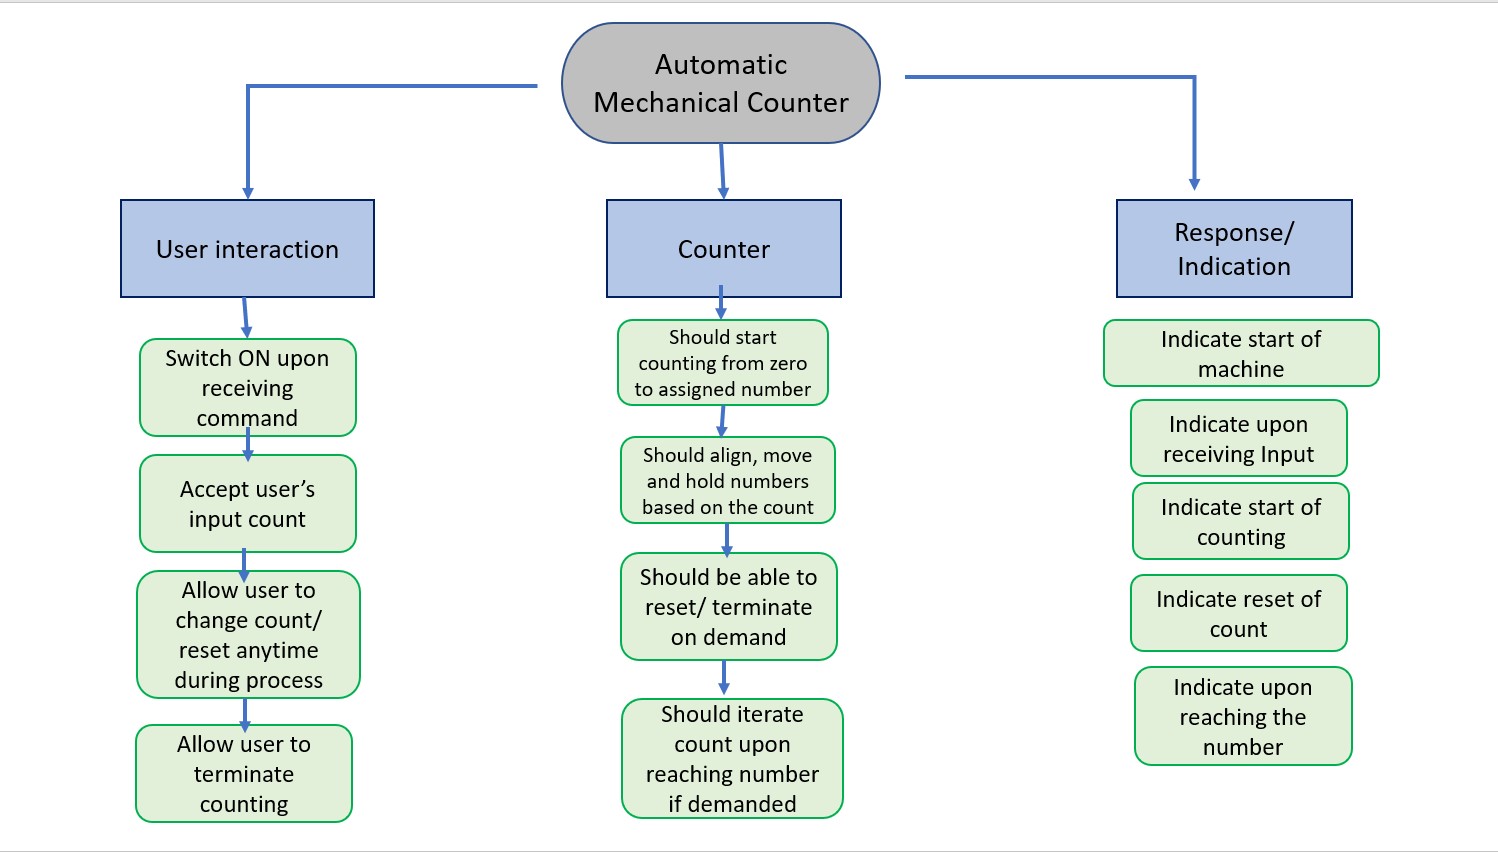 Automatic
Mechanical Counter
User interaction
Switch ON upon
receiving
command
Accept user’s
input count
Allow user to
change count/
reset anytime
during process
Allow user to
terminate
counting
Counter
Should start
counting from zero
to assigned number
Should align, move
and hold numbers
based on the count
Should be able to
reset/ terminate
on demand
Should iterate
count upon
reaching number
if demanded
Response/
Indication
Indicate start of
machine
Indicate upon
receiving Input
Indicate start of
counting
Indicate reset of
count
Indicate upon
reaching the
number